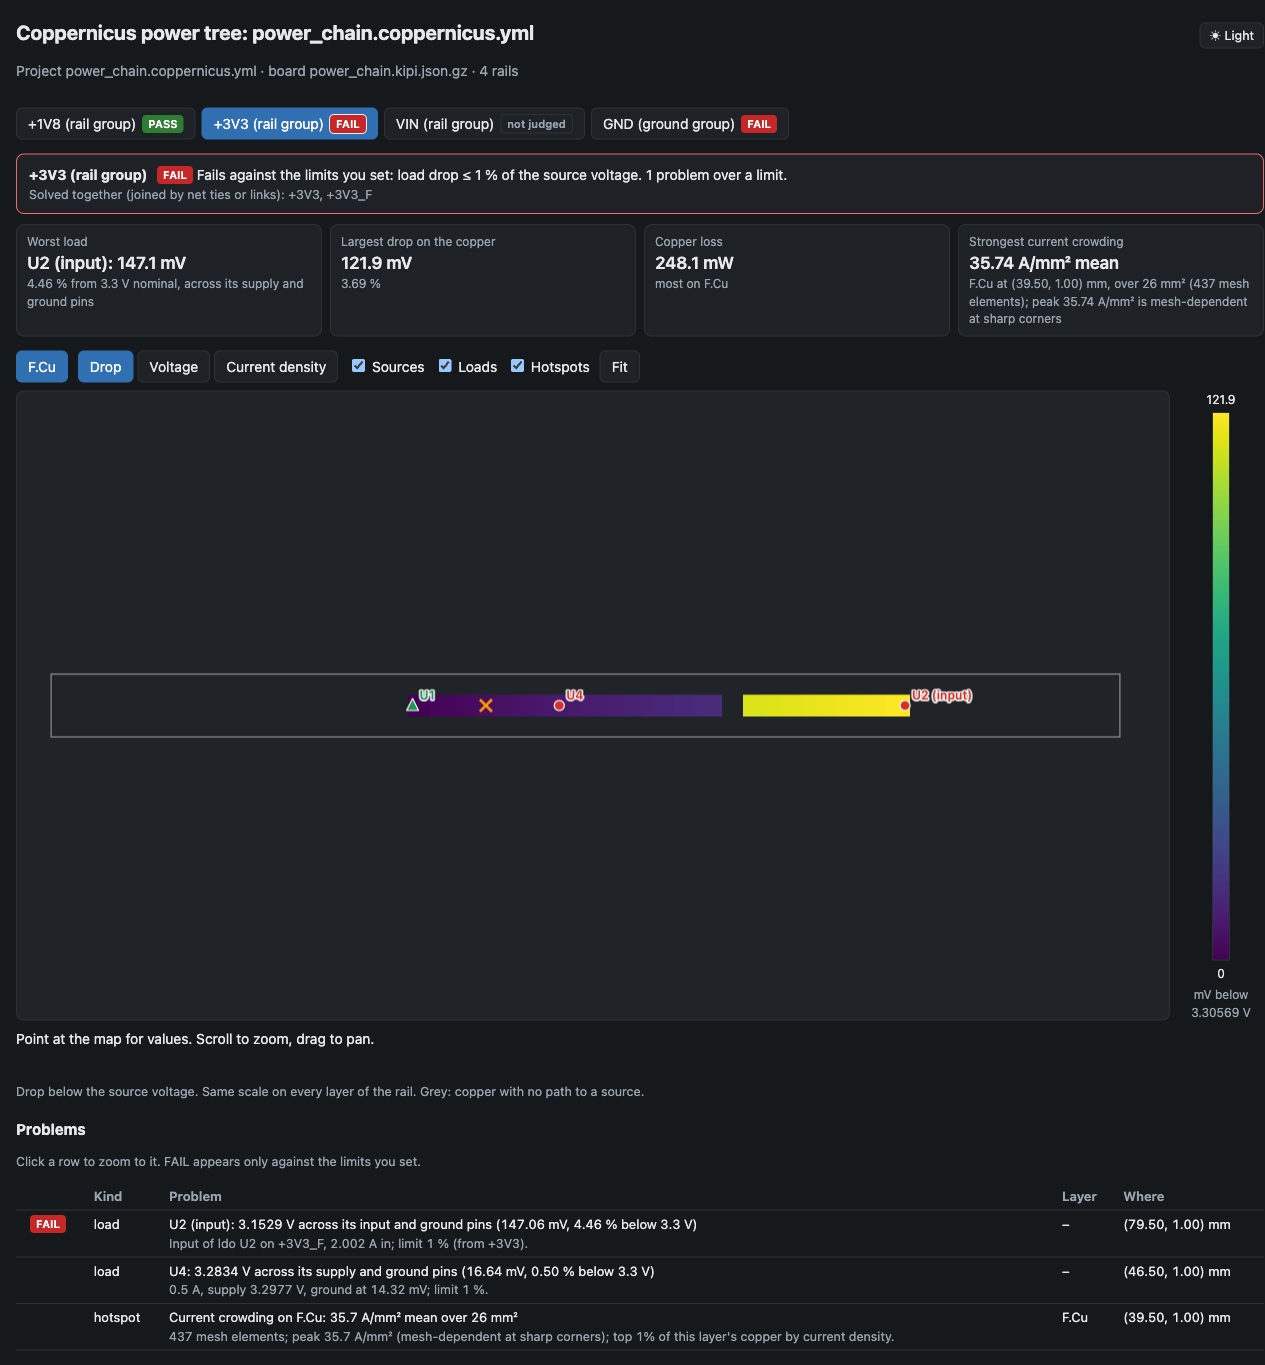 Coppernicus power tree: power_chain.coppernicus.yml
☀ Light
Project power_chain.coppernicus.yml · board power_chain.kipi.json.gz · 4 rails
+1V8 (rail group) PASS
+3V3 (rail group) FAIL
VIN (rail group) not judged
GND (ground group) FAIL
+3V3 (rail group) FAIL Fails against the limits you set: load drop ≤ 1 % of the source voltage. 1 problem over a limit.
Solved together (joined by net ties or links): +3V3, +3V3_F
Worst load
U2 (input): 147.1 mV
4.46 % from 3.3 V nominal, across its supply and
ground pins
Largest drop on the copper
121.9 mV
3.69 %
Copper loss
248.1 mW
most on F.Cu
Strongest current crowding
35.74 A/mm² mean
F.Cu at (39.50, 1.00) mm, over 26 mm² (437 mesh
elements); peak 35.74 A/mm² is mesh-dependent
at sharp corners
F.Cu Drop Voltage Current density Sources Loads Hotspots Fit
121.9
U1
U4
U2 (input)
0
mV below
3.30569 V
Point at the map for values. Scroll to zoom, drag to pan.
Drop below the source voltage. Same scale on every layer of the rail. Grey: copper with no path to a source.
Problems
Click a row to zoom to it. FAIL appears only against the limits you set.
Kind Problem Layer Where
FAIL load U2 (input): 3.1529 V across its input and ground pins (147.06 mV, 4.46 % below 3.3 V) – (79.50, 1.00) mm
Input of ldo U2 on +3V3_F, 2.002 A in; limit 1 % (from +3V3).
load U4: 3.2834 V across its supply and ground pins (16.64 mV, 0.50 % below 3.3 V) – (46.50, 1.00) mm
0.5 A, supply 3.2977 V, ground at 14.32 mV; limit 1 %.
hotspot Current crowding on F.Cu: 35.7 A/mm² mean over 26 mm² F.Cu (39.50, 1.00) mm
437 mesh elements; peak 35.7 A/mm² (mesh-dependent at sharp corners); top 1% of this layer's copper by current density.